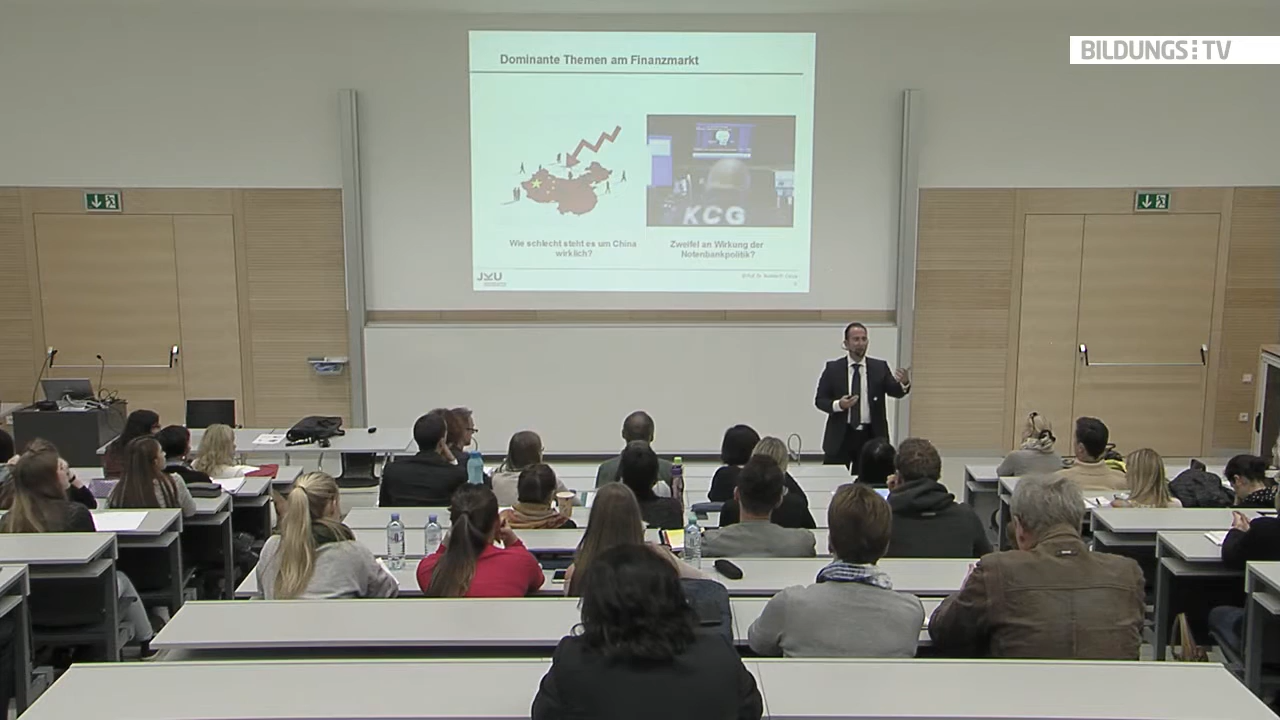 BILDUNGS TV
Dominante Themen am Finanzmarkt
KCG
Wie schlecht steht es um China
wirklich?
Zweifel an Wirkung der
Notenbankpolitik?
JKU